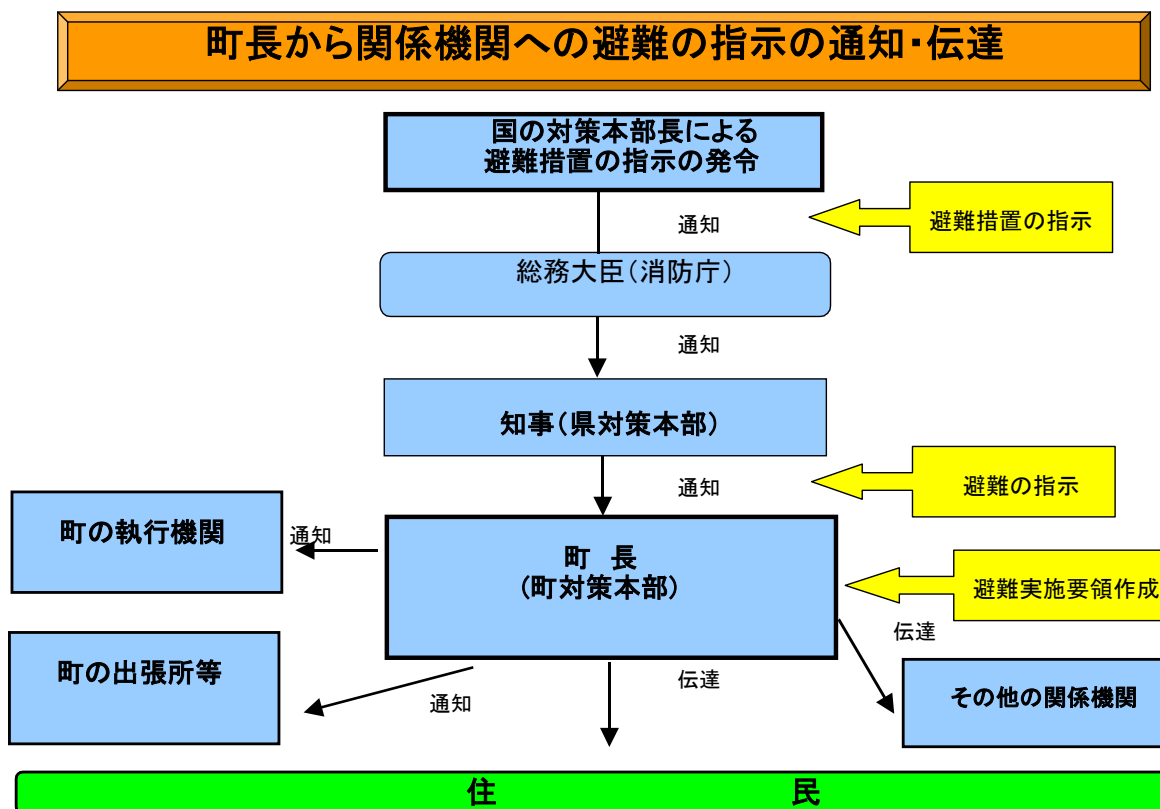 町長から関係機関への避難の指示の通知・伝達
国の対策本部長による
避難措置の指示の発令
通知
避難措置の指示
総務大臣(消防庁)
通知
知事(県対策本部)
通知
避難の指示
町の執行機関
通知
町 長
(町対策本部)
避難実施要領作成
伝達
町の出張所等
通知
伝達
その他の関係機関
住 民